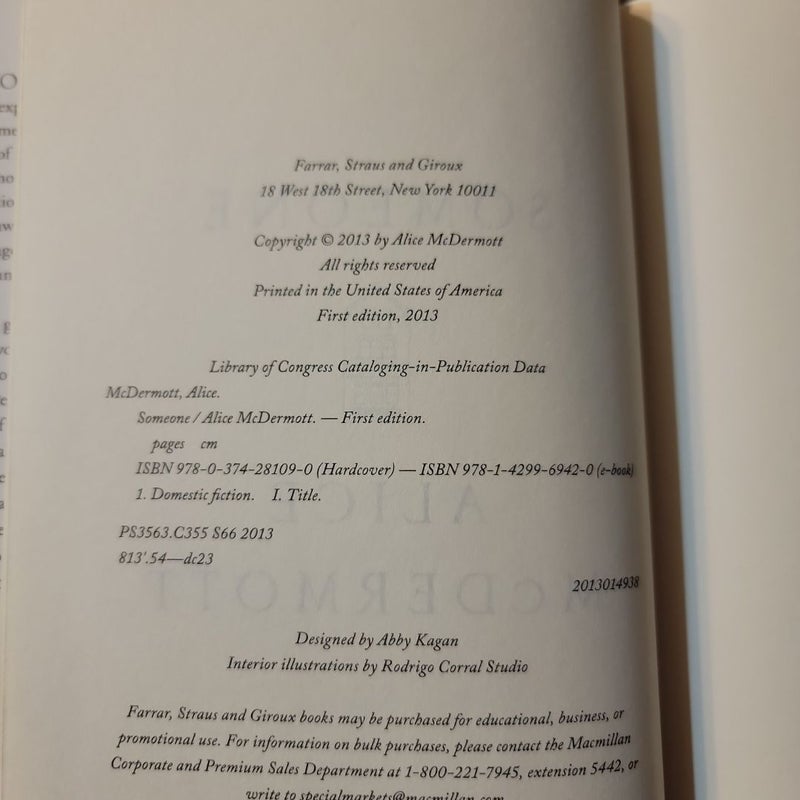 Farrar, Straus and Giroux
18 West 18th Street, New York 10011
Copyright © 2013 by Alice McDermott
All rights reserved
Printed in the United States of America
First edition, 2013
Library of Congress Cataloging-in-Publication Data
McDermott, Alice.
Someone / Alice McDermott. — First edition.
pages cm
ISBN 978-0-374-28109-0 (Hardcover) — ISBN 978-1-4299-6942-0 (e-book)
1. Domestic fiction. I. Title.
PS3563.C355 S66 2013
813'.54—dc23
2013014938
Designed by Abby Kagan
Interior illustrations by Rodrigo Corral Studio
Farrar, Straus and Giroux books may be purchased for educational, business, or
promotional use. For information on bulk purchases, please contact the Macmillan
Corporate and Premium Sales Department at 1-800-221-7945, extension 5442, or
write to specialmarkets@macmillan.com